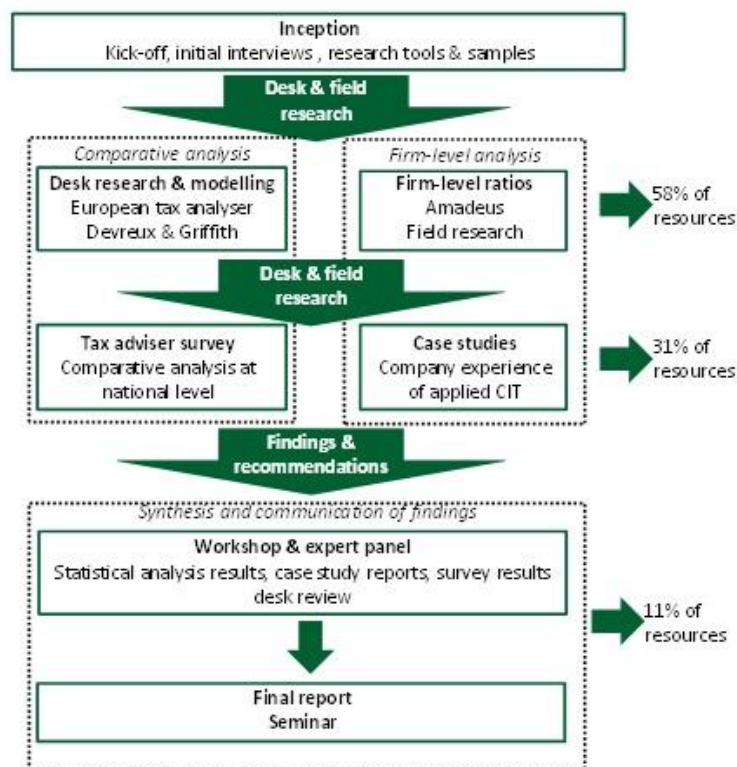 Inception
Kick-off, initial interviews , research tools & samples
Desk & field
research
Comparative analysis
Firm-level analysis
Desk research & modelling
European tax analyser
Devreux & Griffith
Firm-level ratios
Amadeus
Field research
58% of
resources
Desk & field
research
Tax adviser survey
Comparative analysis at
national level
Case studies
Company experience
of applied CIT
31% of
resources
Findings &
recommendations
Synthesis and communication of findings
Workshop & expert panel
Statistical analysis results, case study reports, survey results
desk review
11% of
resources
Final report
Seminar